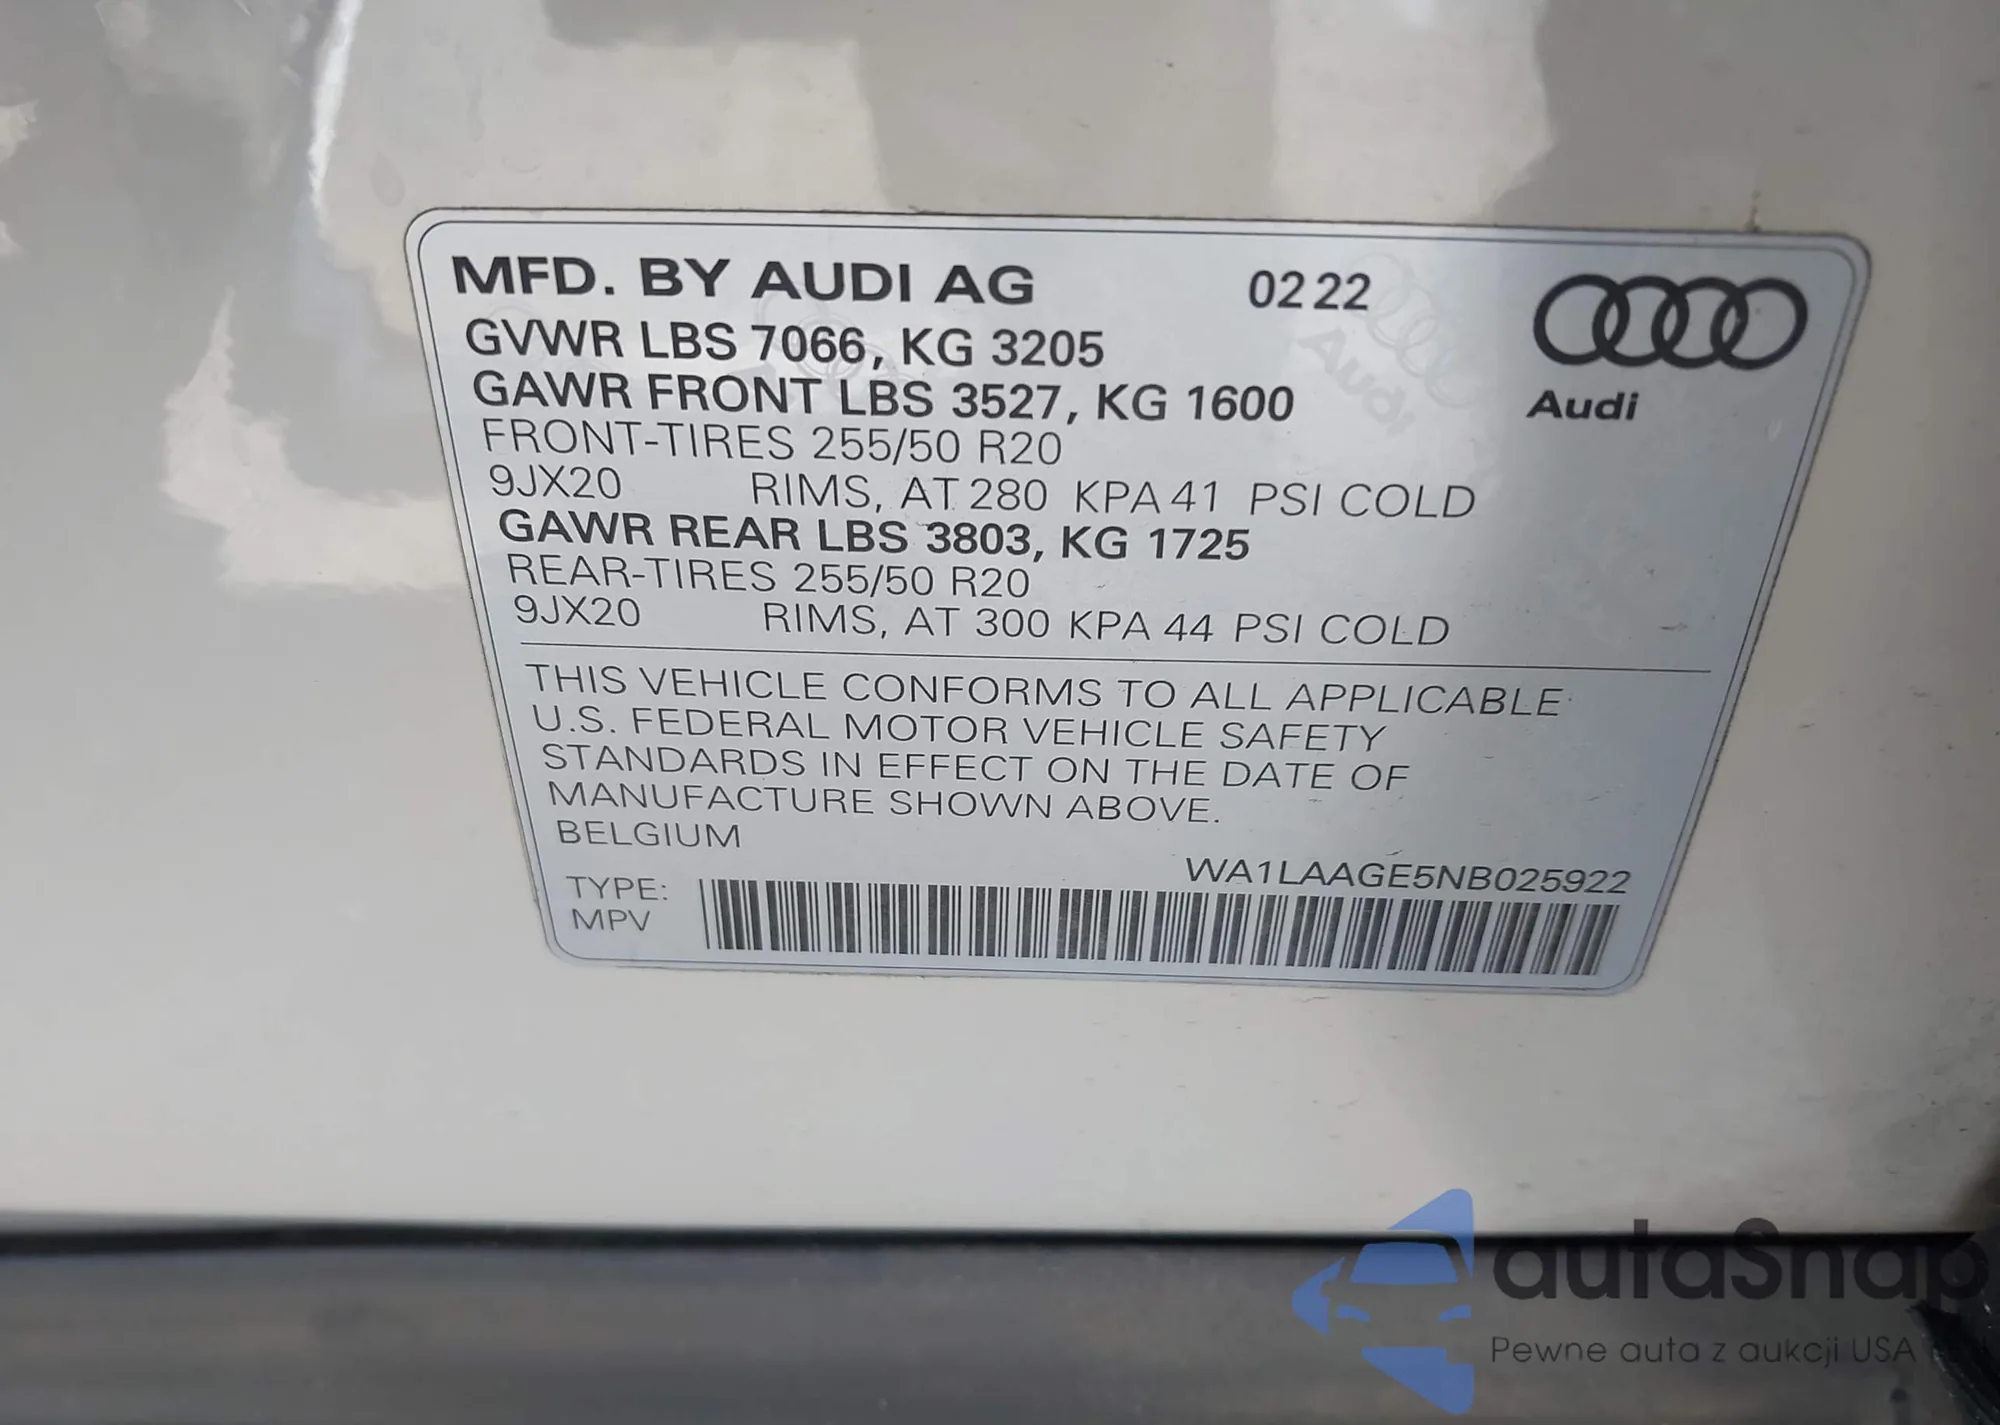 MFD. BY AUDI AG 02 22
GVWR LBS 7066, KG 3205
GAWR FRONT LBS 3527, KG 1600
Audi
FRONT-TIRES 255/50 R20
9JX20 RIMS, AT 280 KPA 41 PSI COLD
GAWR REAR LBS 3803, KG 1725
REAR-TIRES 255/50 R20
9JX20 RIMS, AT 300 KPA 44 PSI COLD
THIS VEHICLE CONFORMS TO ALL APPLICABLE
U.S. FEDERAL MOTOR VEHICLE SAFETY
STANDARDS IN EFFECT ON THE DATE OF
MANUFACTURE SHOWN ABOVE.
BELGIUM
WA1LAAGE5NB025922
TYPE:
MPV
autaSnap
Pewne auta z aukcji USA